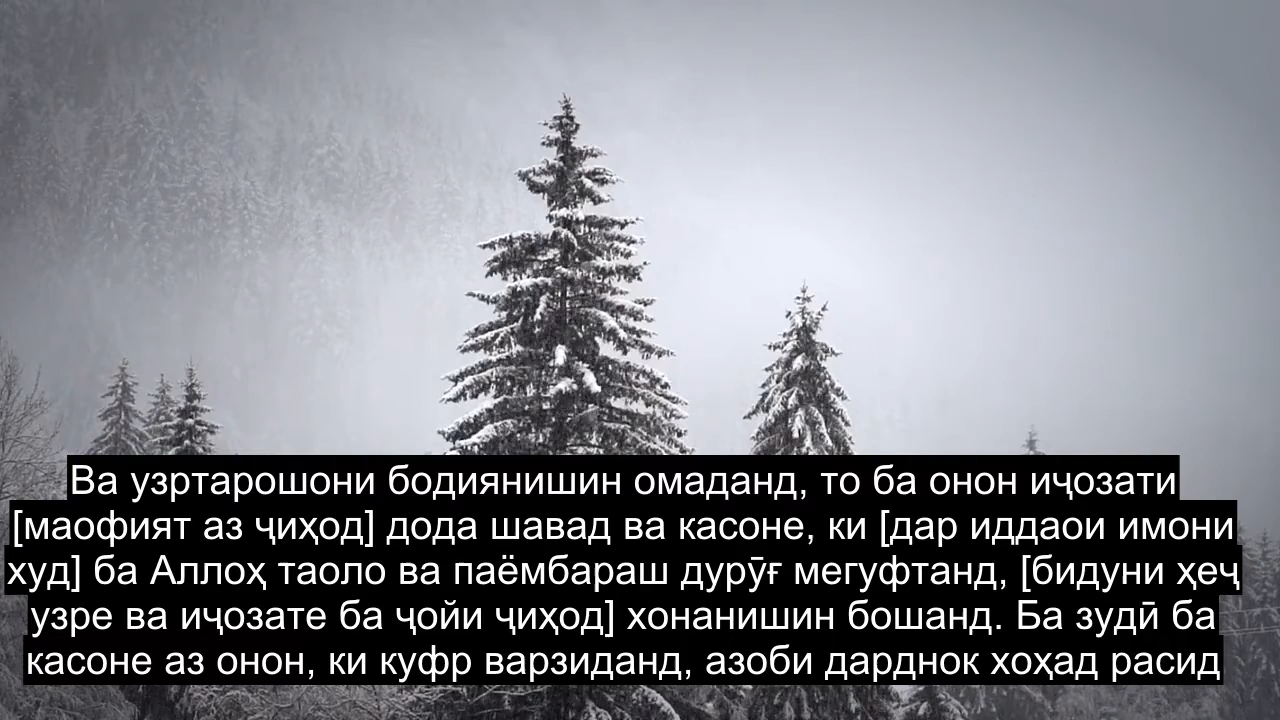 Ва узртарошони бодиянишин омаданд, то ба онон иҷозати
[маофият аз ҷиҳод] дода шавад ва касоне, ки [дар иддаои имони
худ] ба Аллоҳ таоло ва паёмбараш дурӯғ мегуфтанд, [бидуни ҳеҷ
узре ва иҷозате ба ҷойи ҷиҳод] хонанишин бошанд. Ба зудӣ ба
касоне аз онон, ки куфр варзиданд, азоби дарднок хоҳад расид